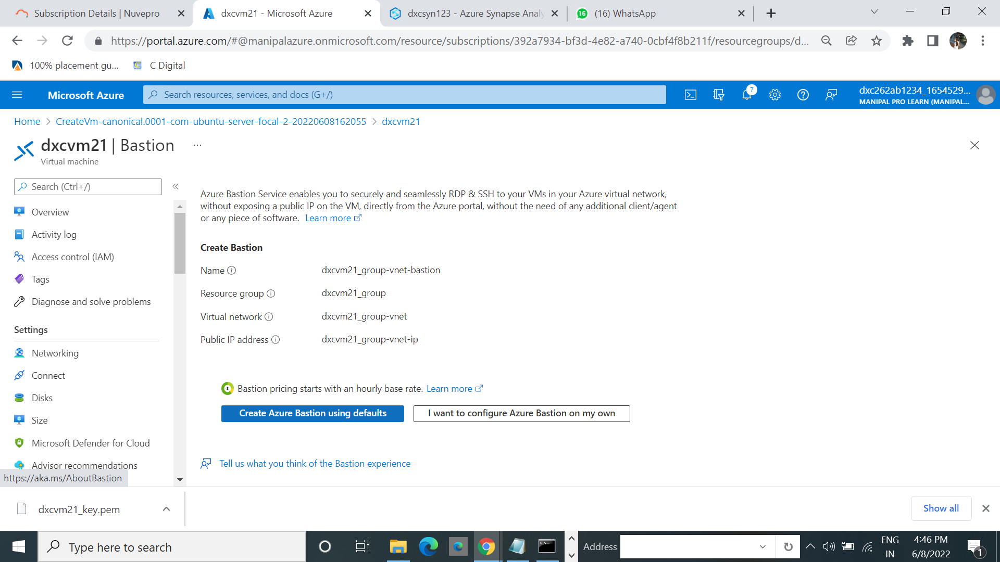 Subscription Details | Nuvepro
dxcvm21 - Microsoft Azure
dxcsyn123 - Azure Synapse Analy
16 (16) WhatsApp
https://portal.azure.com/#@manipalazure.onmicrosoft.com/resource/subscriptions/392a7934-bf3d-4e82-a740-0cbf4f8b211f/resourcegroups/d...
100% placement gu...
C Digital
Microsoft Azure
Search resources, services, and docs (G+/)
7
dxc262ab1234_1654529...
MANIPAL PRO LEARN (MANIPAL...
Home > CreateVm-canonical.0001-com-ubuntu-server-focal-2-20220608162055 > dxcvm21
dxcvm21 | Bastion ...
Virtual machine
Search (Ctrl+/)
Overview
Activity log
Access control (IAM)
Tags
Diagnose and solve problems
Settings
Networking
Connect
Disks
Size
Microsoft Defender for Cloud
Advisor recommendations
https://aka.ms/AboutBastion
Azure Bastion Service enables you to securely and seamlessly RDP & SSH to your VMs in your Azure virtual network,
without exposing a public IP on the VM, directly from the Azure portal, without the need of any additional client/agent
or any piece of software. Learn more
Create Bastion
Name dxcvm21_group-vnet-bastion
Resource group dxcvm21_group
Virtual network dxcvm21_group-vnet
Public IP address dxcvm21_group-vnet-ip
Bastion pricing starts with an hourly base rate. Learn more
Create Azure Bastion using defaults
I want to configure Azure Bastion on my own
Tell us what you think of the Bastion experience
dxcvm21_key.pem
Show all
Type here to search
Address
ENG
IN
4:46 PM
6/8/2022
1